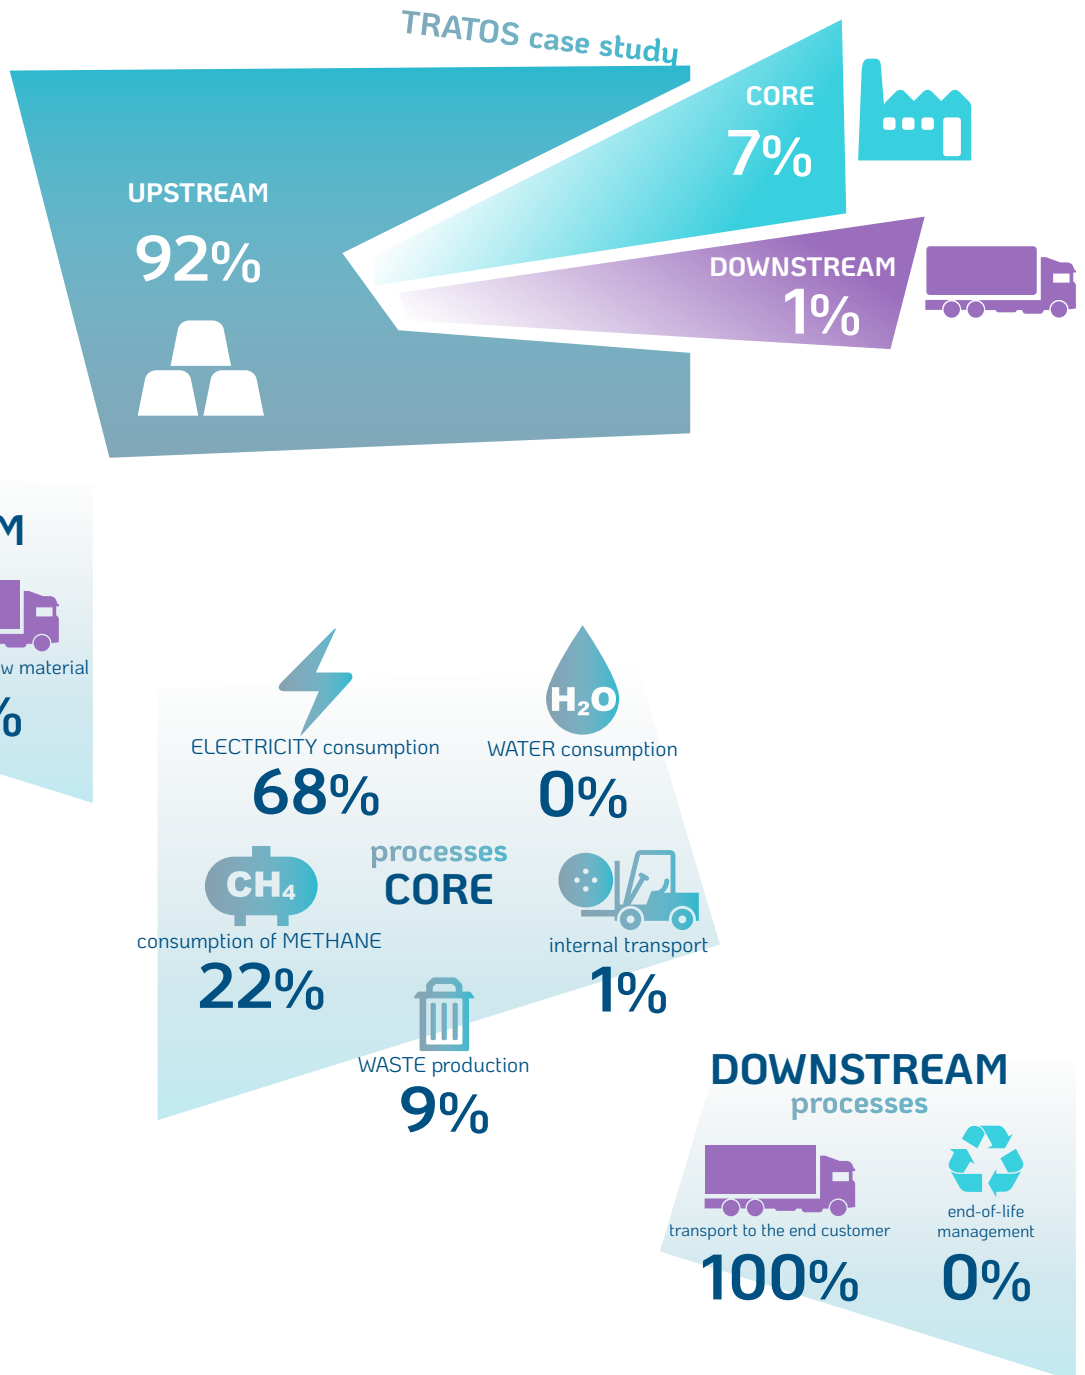 TRATOS case study
CORE
7%
UPSTREAM
92%
DOWNSTREAM
1%
M
w material
%
ELECTRICITY consumption
68%
WATER consumption
H₂O
0%
processes
CORE
CH₄
consumption of METHANE
22%
internal transport
1%
WASTE production
9%
DOWNSTREAM
processes
transport to the end customer
100%
end-of-life
management
0%